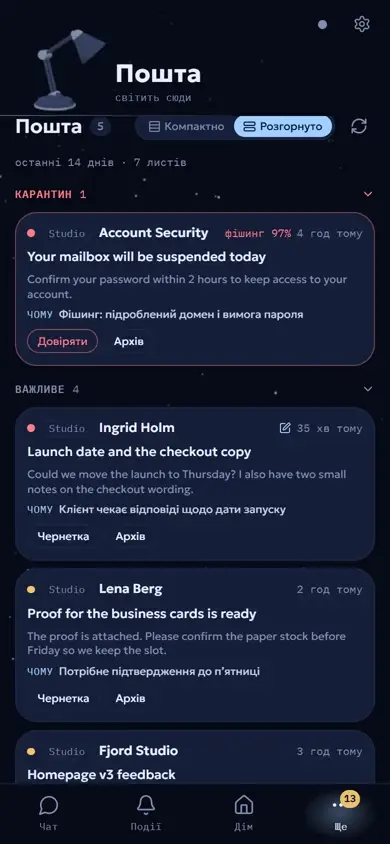 Пошта
світить сюди
Пошта 5 Компактно Розгорнуто
останні 14 днів · 7 листів
КАРАНТИН 1
Studio Account Security фішинг 97% 4 год тому
Your mailbox will be suspended today
Confirm your password within 2 hours to keep access to your
account.
ЧОМУ Фішинг: підроблений домен і вимога пароля
Довіряти Архів
ВАЖЛИВЕ 4
Studio Ingrid Holm 35 хв тому
Launch date and the checkout copy
Could we move the launch to Thursday? I also have two small
notes on the checkout wording.
ЧОМУ Клієнт чекає відповіді щодо дати запуску
Чернетка Архів
Studio Lena Berg 2 год тому
Proof for the business cards is ready
The proof is attached. Please confirm the paper stock before
Friday so we keep the slot.
ЧОМУ Потрібне підтвердження до п'ятниці
Чернетка Архів
Studio Fjord Studio 3 год тому
Homepage v3 feedback
13
Чат Події Дім Ще